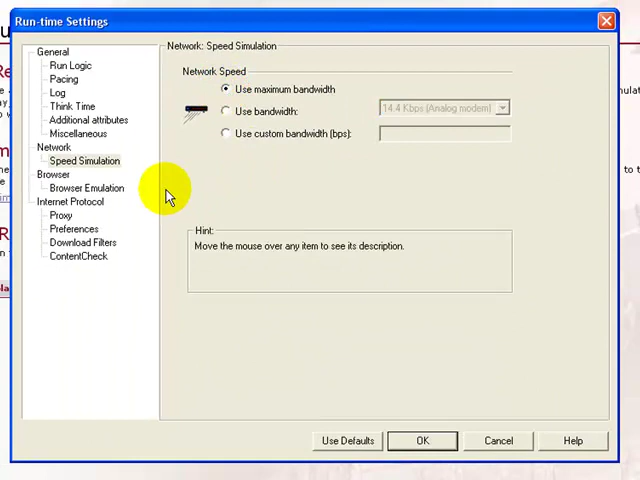 Run-time Settings
General
Run Logic
Pacing
Log
Think Time
Additional attributes
Miscellaneous
Network
Speed Simulation
Browser
Browser Emulation
Internet Protocol
Proxy
Preferences
Download Filters
ContentCheck
Network: Speed Simulation
Network Speed
Use maximum bandwidth
Use bandwidth:
14.4 Kbps (Analog modem)
Use custom bandwidth (bps):
Hint:
Move the mouse over any item to see its description.
Use Defaults
OK
Cancel
Help